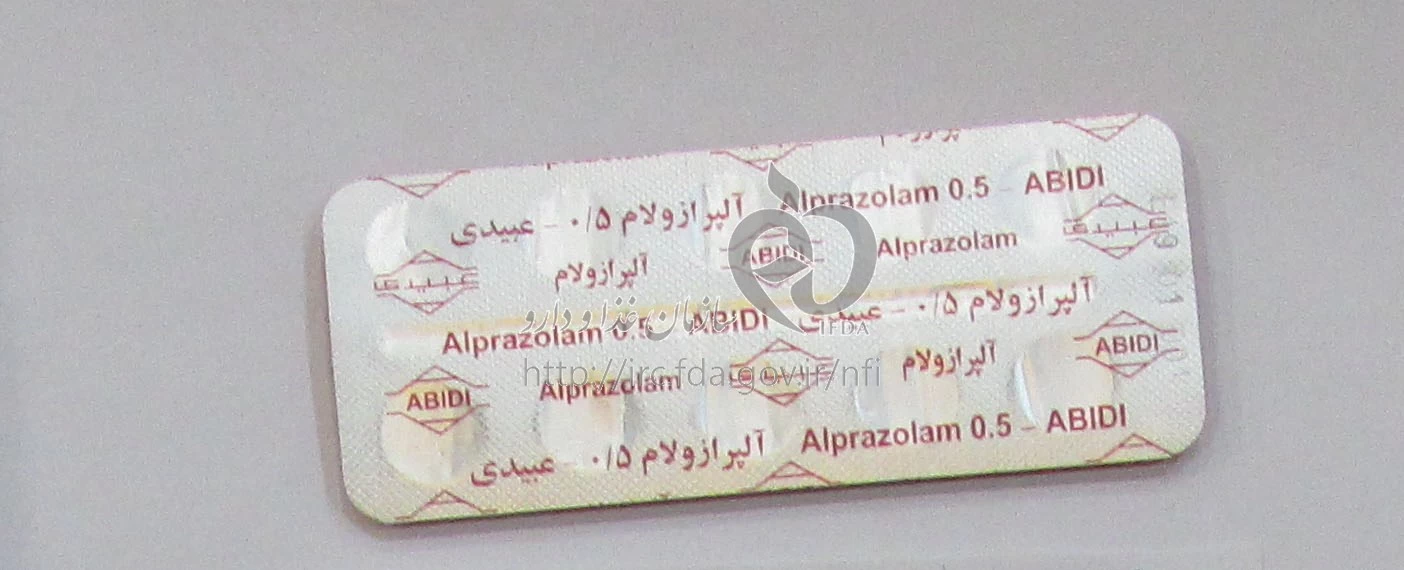 Alprazolam 0.5 - ABIDI
آلپرازولام ۰/۵ - عبیدی
عبیدی
Alprazolam
ABIDI
آلپرازولام
عبیدی
آلپرازولام ۰/۵ - عبیدی
Alprazolam 0.5 - ABIDI
سازمان غذا و دارو
IFDA
ABIDI
آلپرازولام
عبیدی
Alprazolam
ABIDI
http://irc.fda.gov.ir/nfi
Alprazolam 0.5 - ABIDI
آلپرازولام ۰/۵ - عبیدی